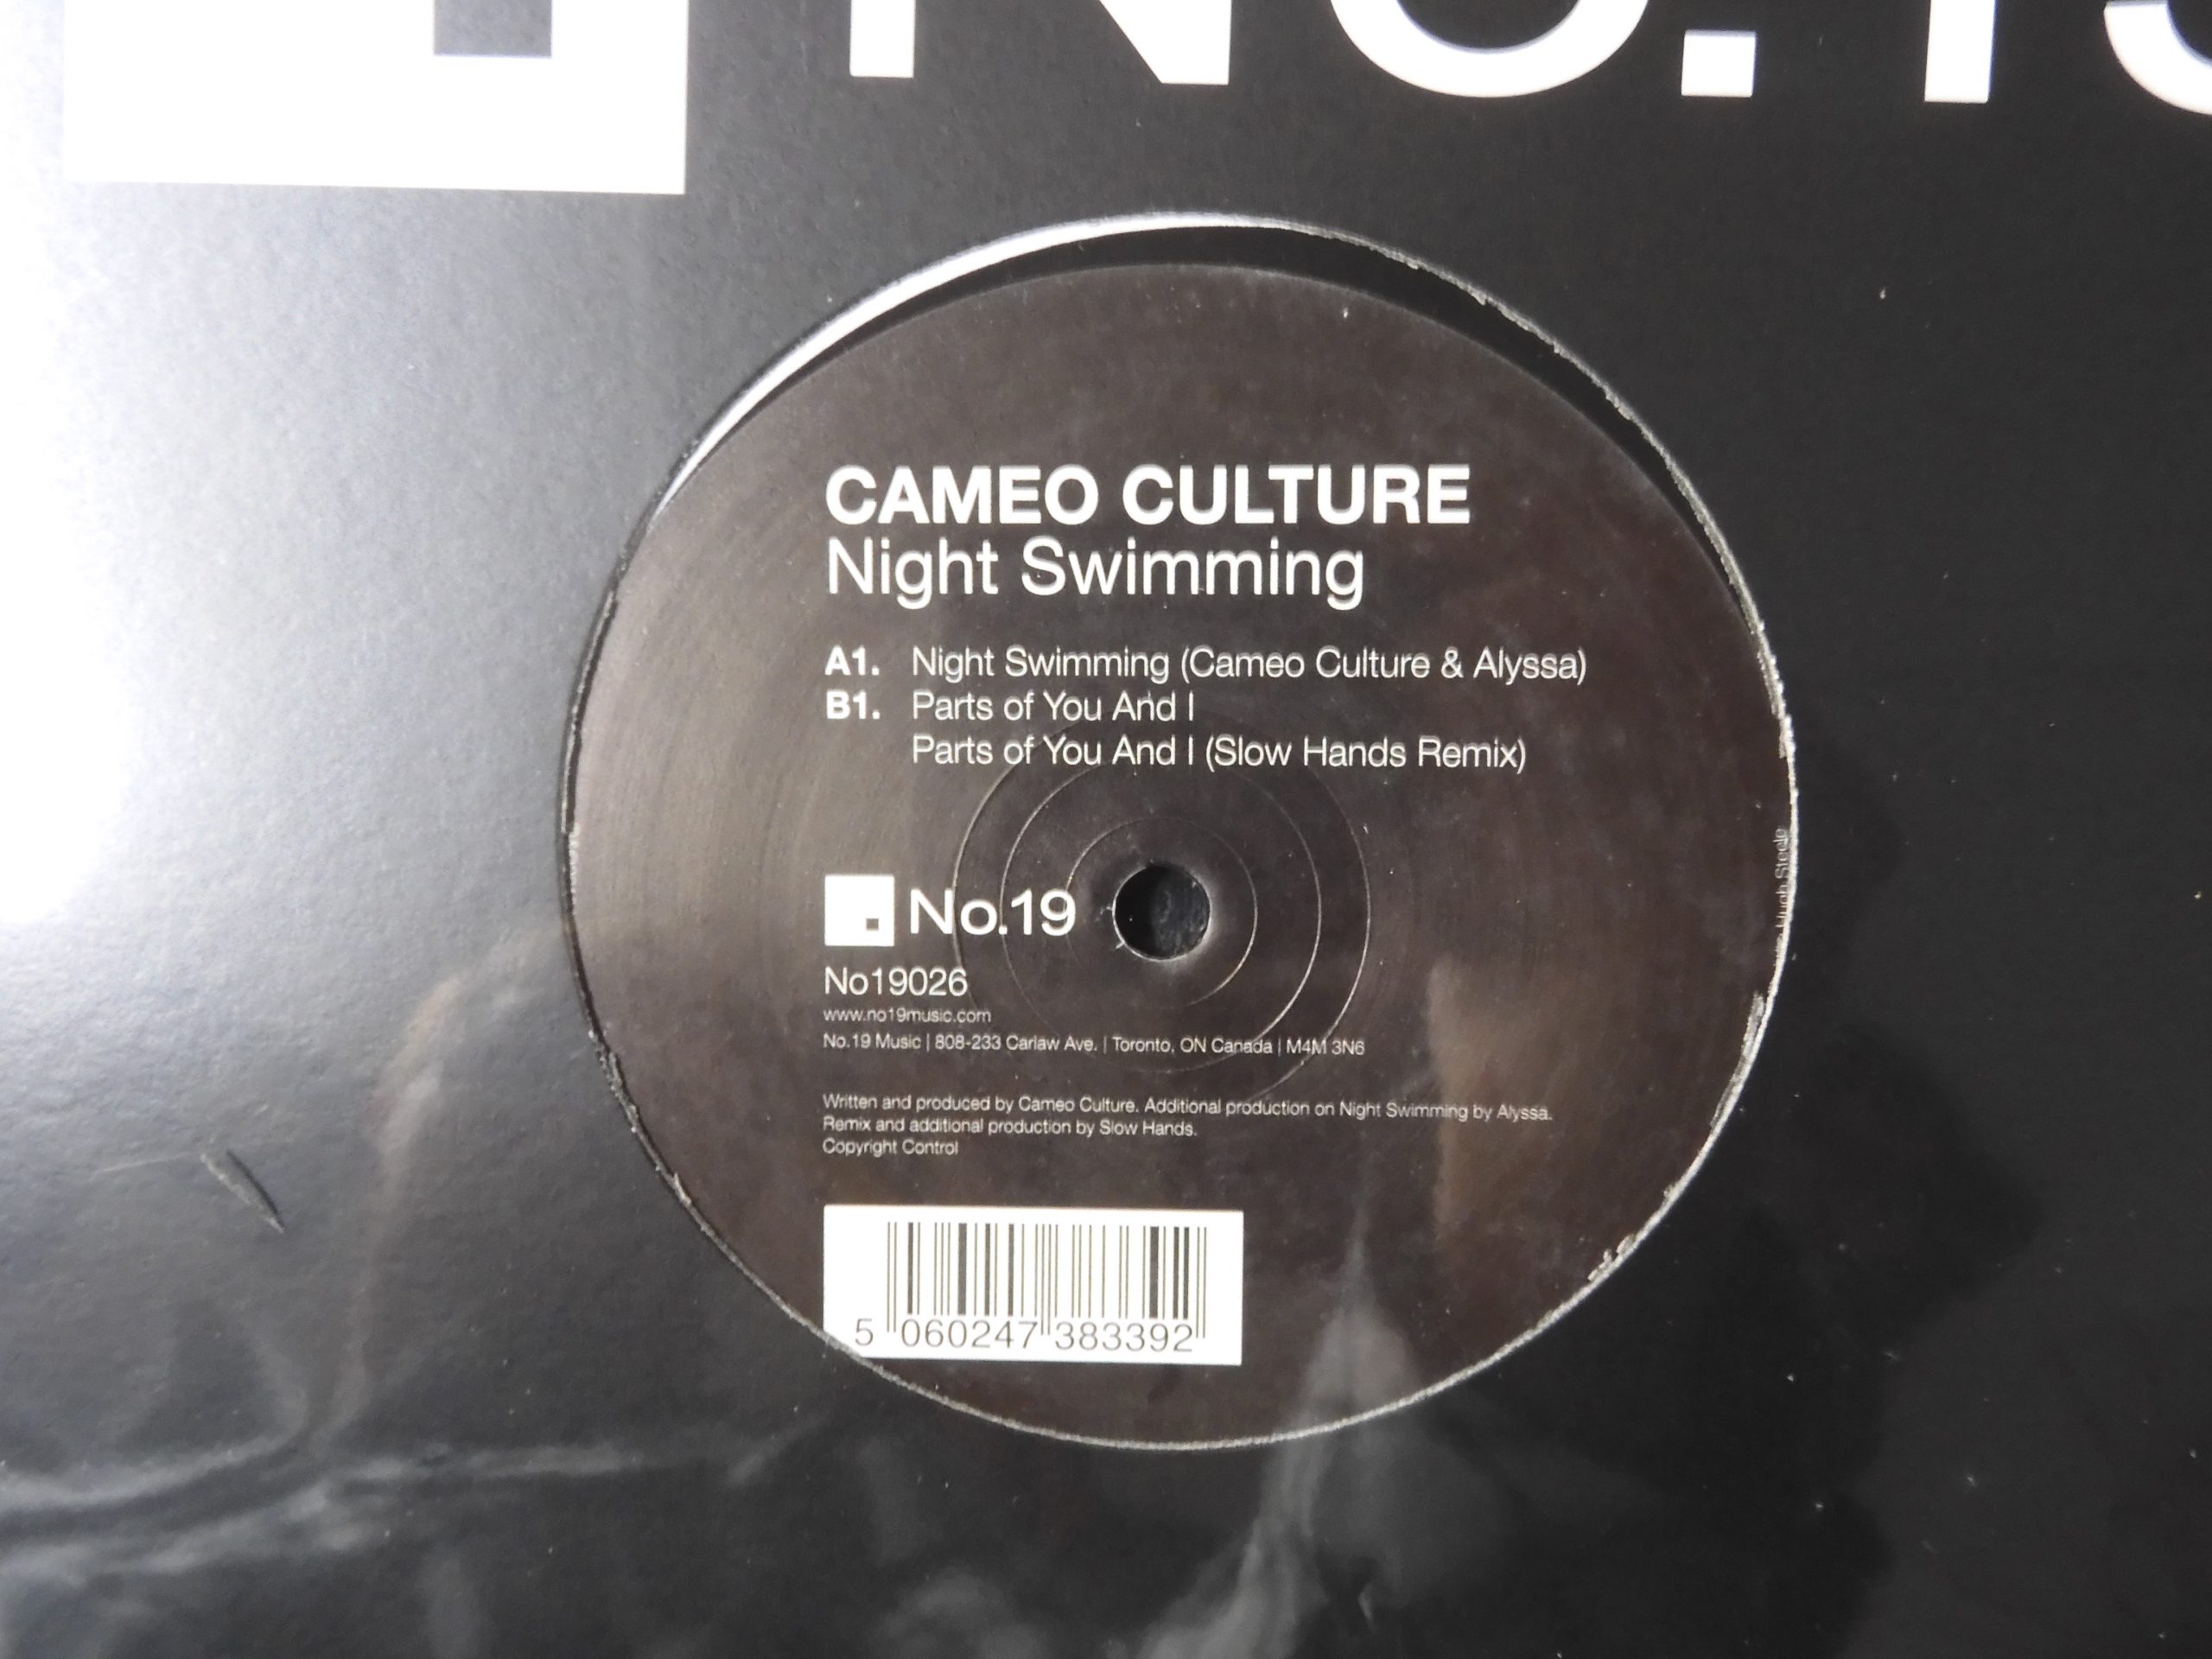 No.19
CAMEO CULTURE
Night Swimming
A1. Night Swimming (Cameo Culture & Alyssa)
B1. Parts of You And I
Parts of You And I (Slow Hands Remix)
No.19
No19026
www.no19music.com
No.19 Music | 808-233 Carlaw Ave. | Toronto, ON Canada | M4M 3N6
Written and produced by Cameo Culture. Additional production on Night Swimming by Alyssa.
Remix and additional production by Slow Hands.
Copyright Control
5 060247 383392